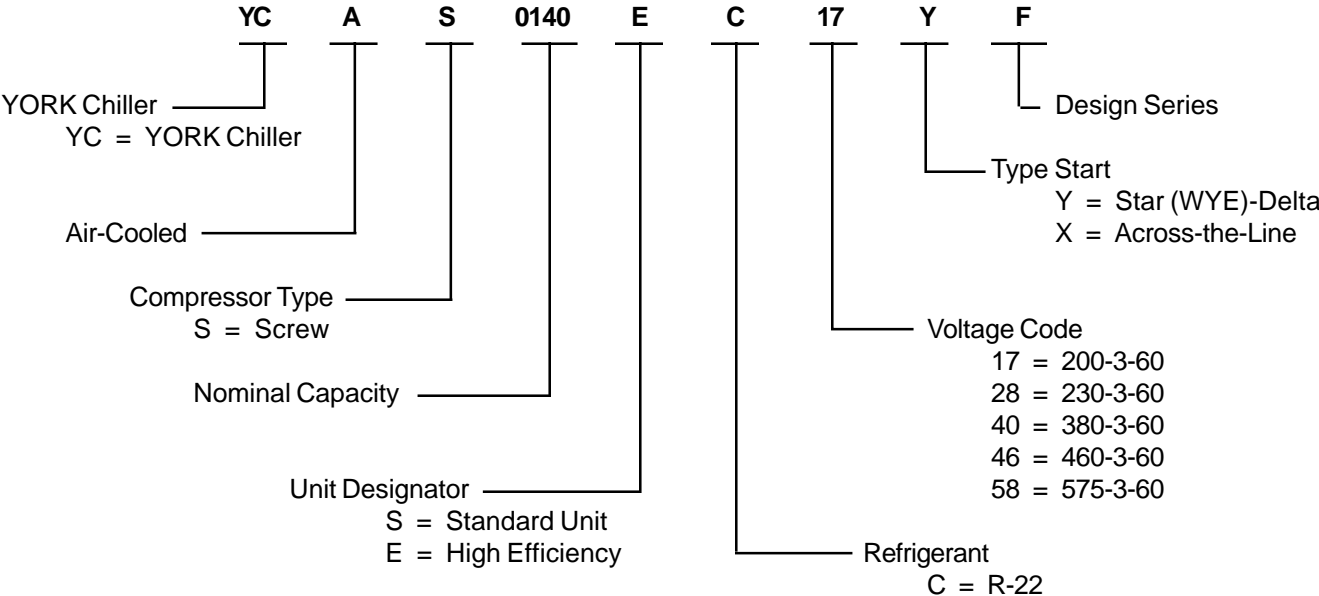 YC A S 0140 E C 17 Y F
YORK Chiller
YC = YORK Chiller
Design Series
Type Start
Y = Star (WYE)-Delta
X = Across-the-Line
Air-Cooled
Compressor Type
S = Screw
Voltage Code
17 = 200-3-60
28 = 230-3-60
40 = 380-3-60
46 = 460-3-60
58 = 575-3-60
Nominal Capacity
Unit Designator
S = Standard Unit
E = High Efficiency
Refrigerant
C = R-22